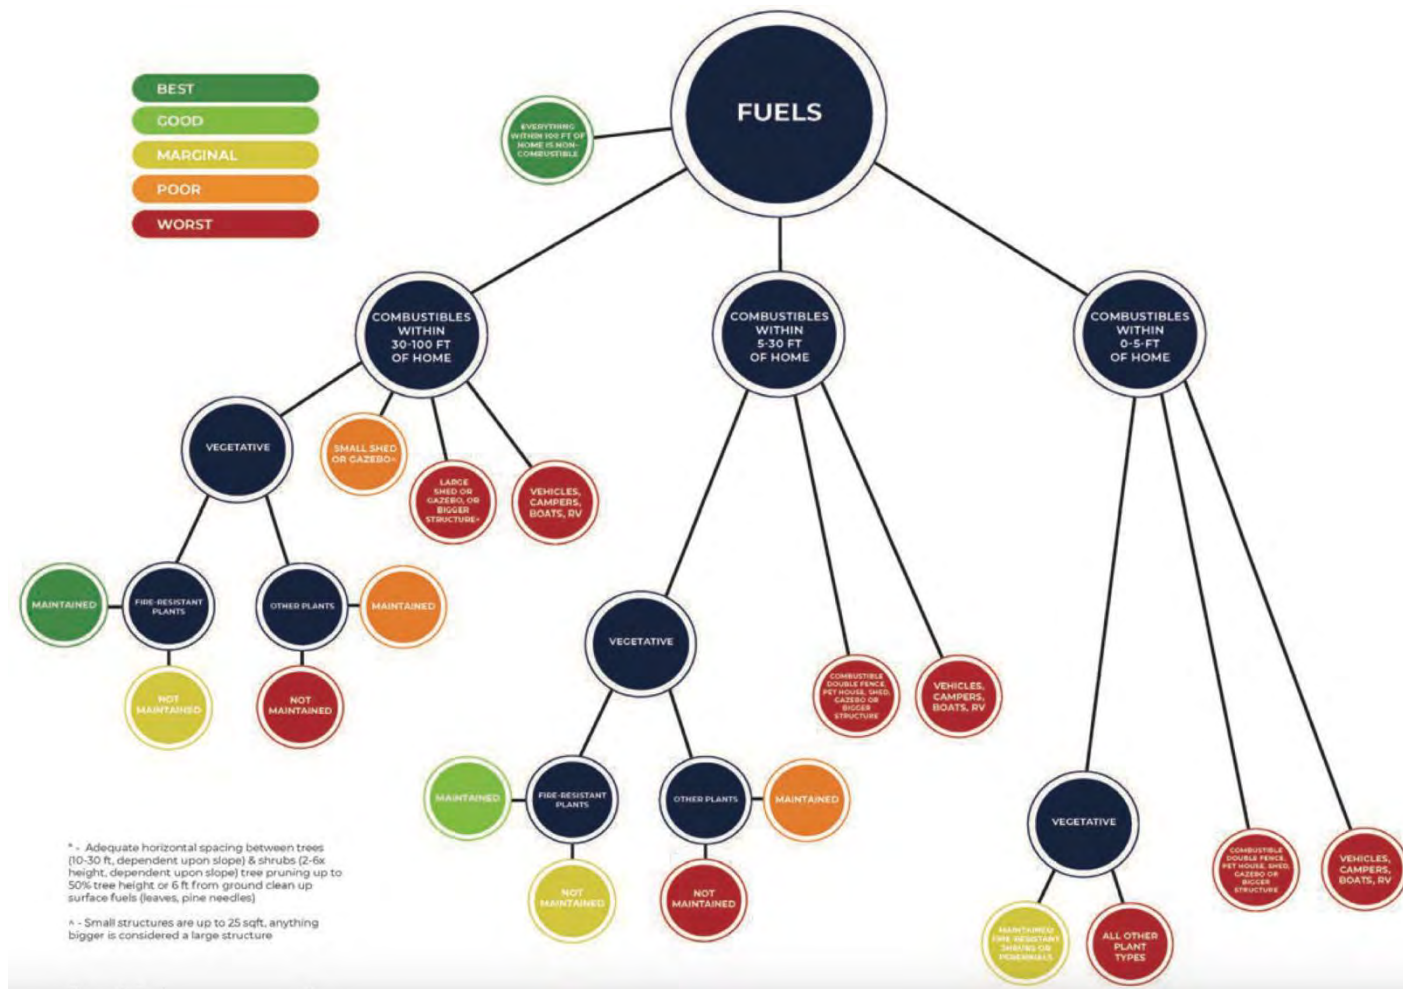 BEST
GOOD
MARGINAL
POOR
WORST
FUELS
EVERYTHING
WITHIN 100 FT OF
HOME IS NON-
COMBUSTIBLE
COMBUSTIBLES
WITHIN
30-100 FT
OF HOME
COMBUSTIBLES
WITHIN
5-30 FT
OF HOME
COMBUSTIBLES
WITHIN
0-5-FT
OF HOME
VEGETATIVE
SMALL SHED
OR GAZEBO^
LARGE
SHED OR
GAZEBO, OR
BIGGER
STRUCTURE^
VEHICLES,
CAMPERS,
BOATS, RV
MAINTAINED
FIRE-RESISTANT
PLANTS
OTHER PLANTS
MAINTAINED
NOT
MAINTAINED
NOT
MAINTAINED
VEGETATIVE
COMBUSTIBLE
DOUBLE FENCE,
PET HOUSE, SHED,
GAZEBO OR
BIGGER
STRUCTURE
VEHICLES,
CAMPERS,
BOATS, RV
MAINTAINED
FIRE-RESISTANT
PLANTS
OTHER PLANTS
MAINTAINED
NOT
MAINTAINED
NOT
MAINTAINED
VEGETATIVE
COMBUSTIBLE
DOUBLE FENCE,
PET HOUSE, SHED,
GAZEBO OR
BIGGER
STRUCTURE
VEHICLES,
CAMPERS,
BOATS, RV
MAINTAINED
FIRE-RESISTANT
SHRUBS OR
PERENNIALS
ALL OTHER
PLANT
TYPES
* - Adequate horizontal spacing between trees
(10-30 ft, dependent upon slope) & shrubs (2-6x
height, dependent upon slope) tree pruning up to
50% tree height or 6 ft from ground clean up
surface fuels (leaves, pine needles)
^ - Small structures are up to 25 sqft, anything
bigger is considered a large structure